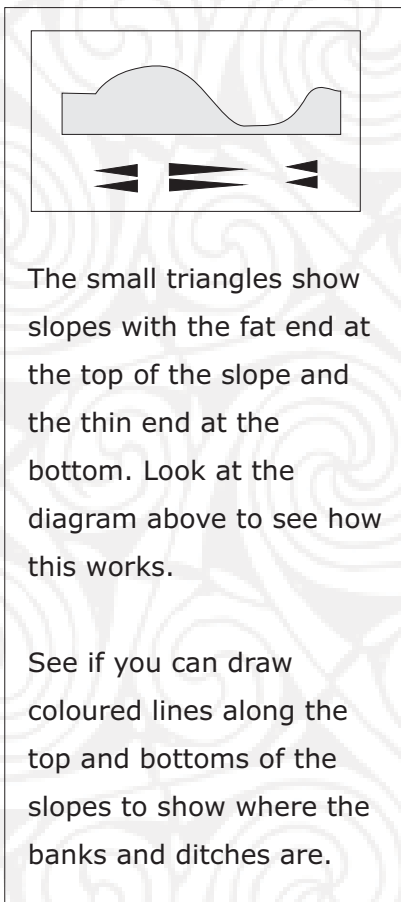 The small triangles show
slopes with the fat end at
the top of the slope and
the thin end at the
bottom. Look at the
diagram above to see how
this works.
See if you can draw
coloured lines along the
top and bottoms of the
slopes to show where the
banks and ditches are.